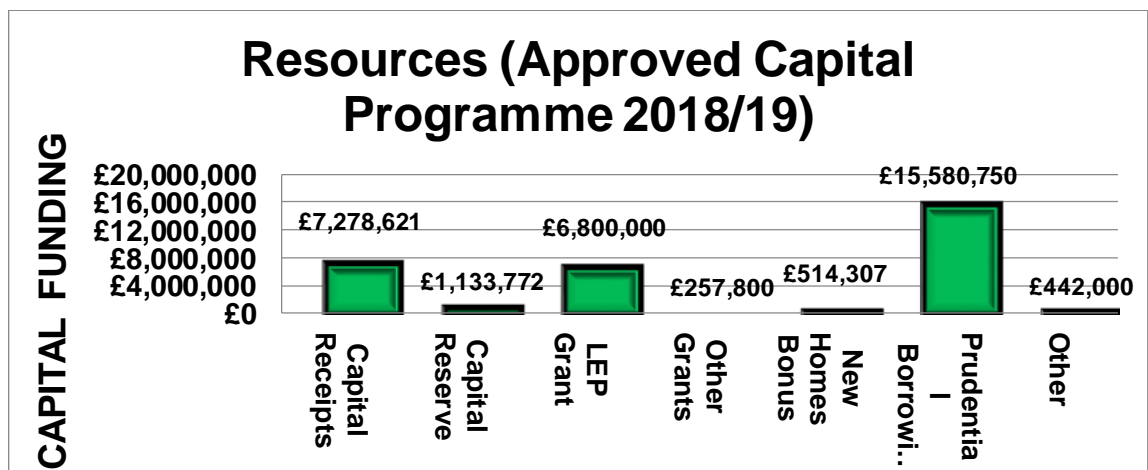 Resources (Approved Capital
Programme 2018/19)
CAPITAL FUNDING
£20,000,000
£16,000,000
£12,000,000
£8,000,000
£4,000,000
£0
£7,278,621
£1,133,772
£6,800,000
£257,800
£514,307
£15,580,750
£442,000
Capital
Receipts
Capital
Reserve
LEP
Grant
Other
Grants
New
Homes
Bonus
Prudentia
l
Borrowi...
Other